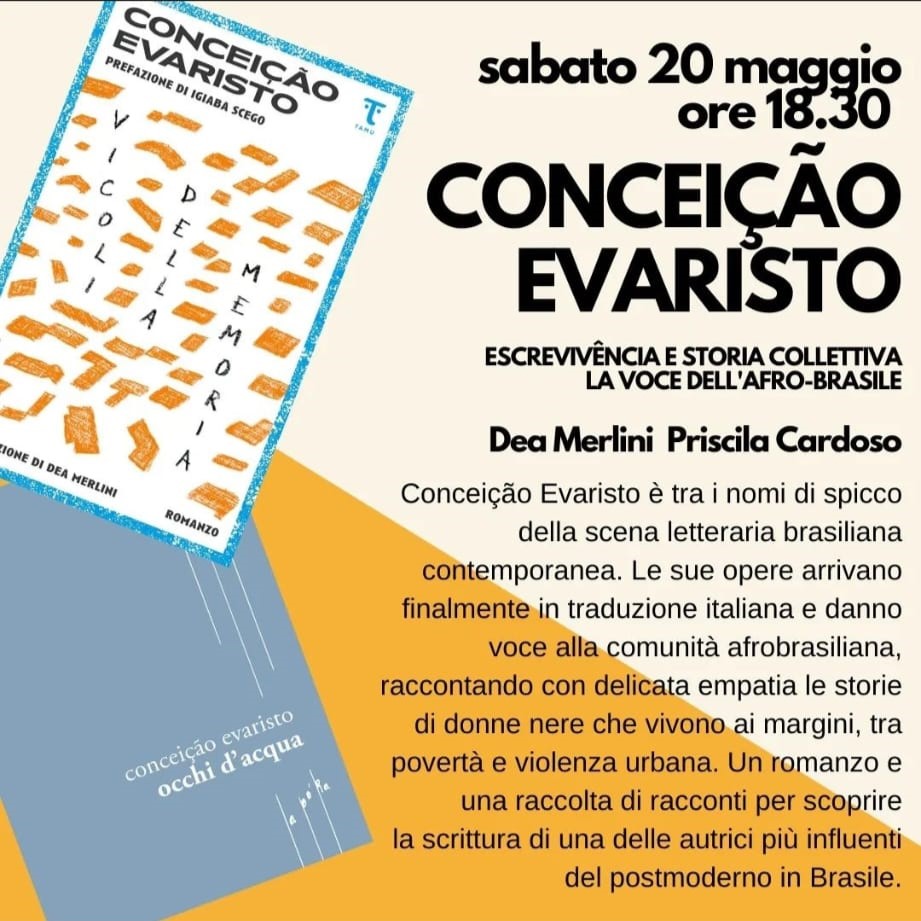 CONCEIÇÃO
EVARISTO
PREFAZIONE DI IGIABA SCEGO
TAMU
VICOLI
DELLA
MEMORIA
ZIONE DI DEA MERLINI
ROMANZO
conceição evaristo
occhi d'acqua
sabato 20 maggio
ore 18.30
CONCEIÇÃO
EVARISTO
ESCREVIVÊNCIA E STORIA COLLETTIVA
LA VOCE DELL'AFRO-BRASILE
Dea Merlini Priscila Cardoso
Conceição Evaristo è tra i nomi di spicco
della scena letteraria brasiliana
contemporanea. Le sue opere arrivano
finalmente in traduzione italiana e danno
voce alla comunità afrobrasiliana,
raccontando con delicata empatia le storie
di donne nere che vivono ai margini, tra
povertà e violenza urbana. Un romanzo e
una raccolta di racconti per scoprire
la scrittura di una delle autrici più influenti
del postmoderno in Brasile.